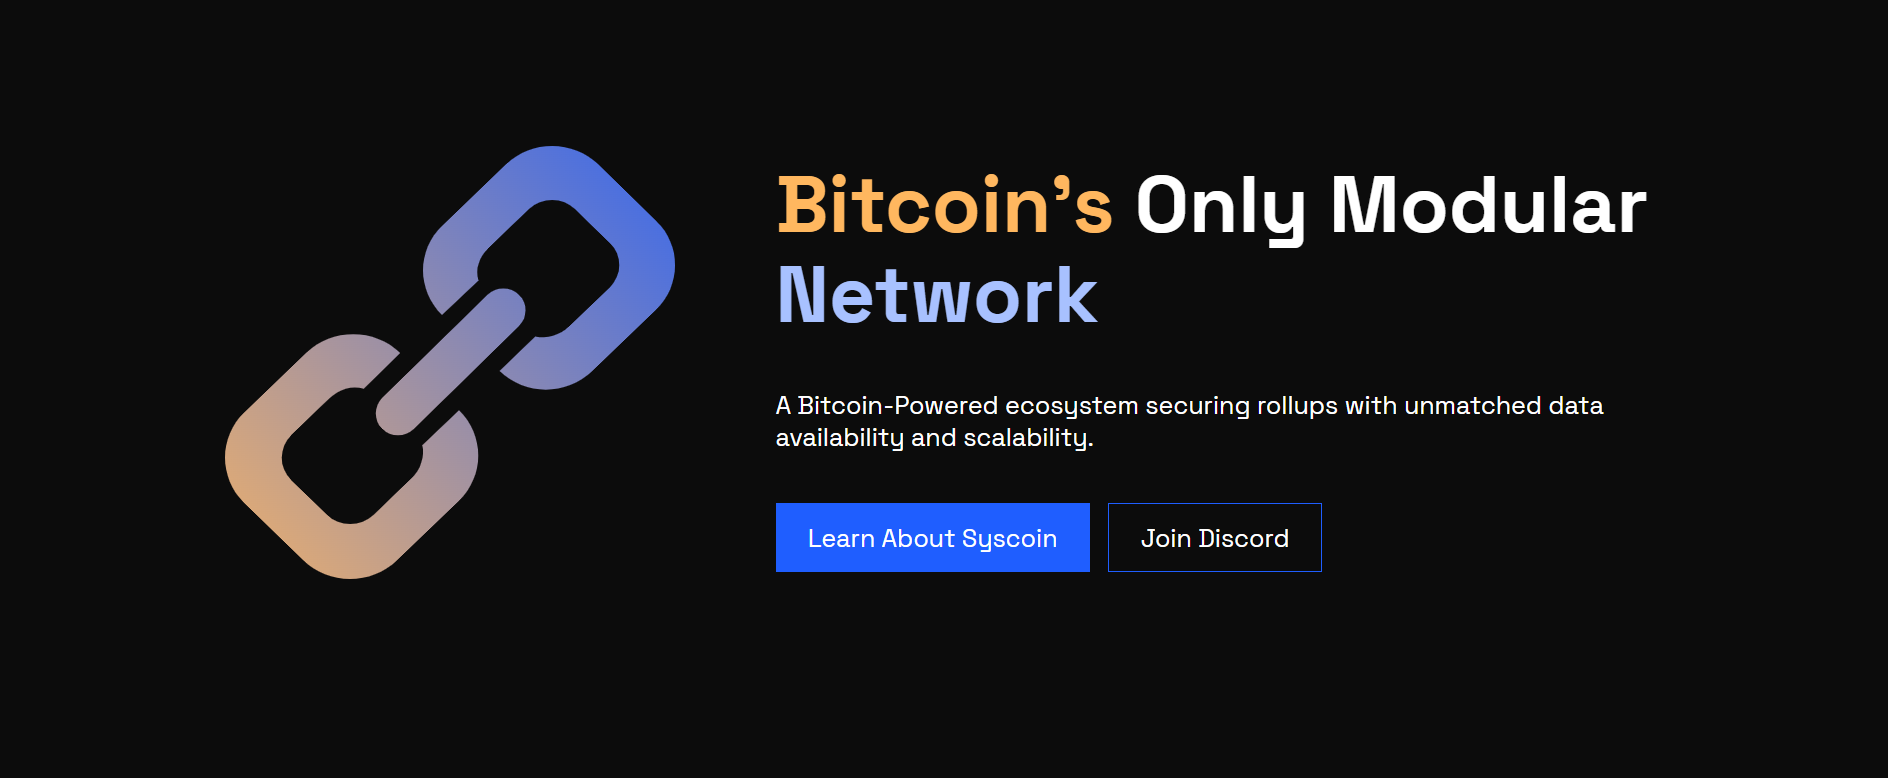 Bitcoin’s Only Modular
Network
A Bitcoin-Powered ecosystem securing rollups with unmatched data
availability and scalability.
Learn About Syscoin
Join Discord